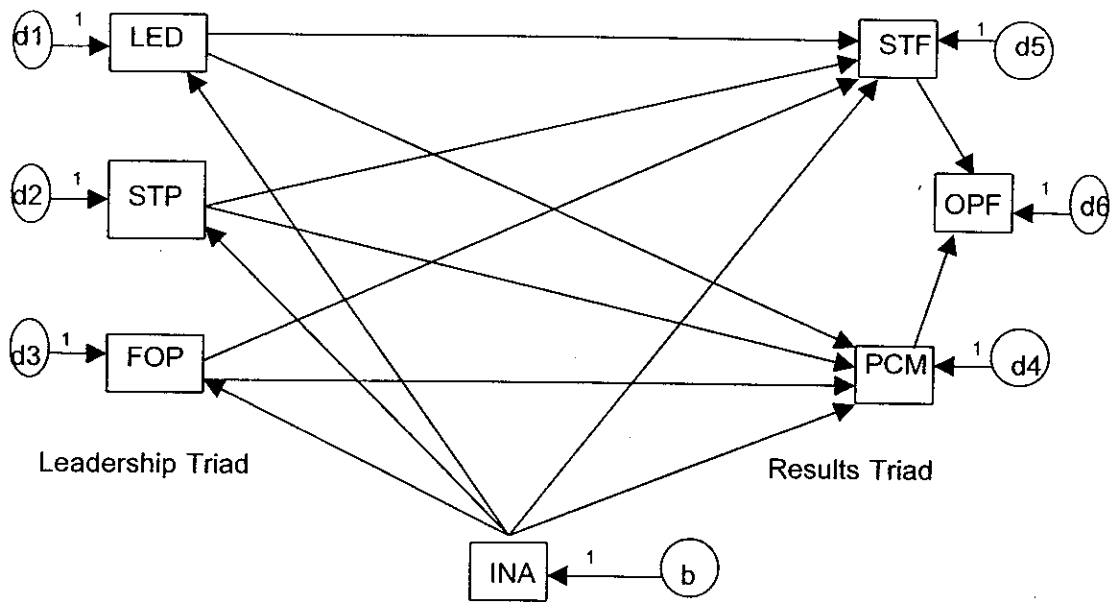 d1
1
LED
STF
1
d5
d2
1
STP
OPF
1
d6
d3
1
FOP
PCM
1
d4
Leadership Triad
Results Triad
INA
1
b